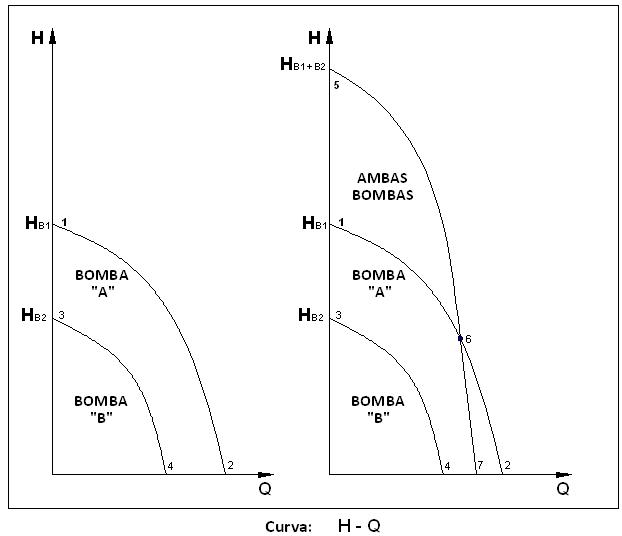 H
HB1
1
BOMBA
"A"
HB2
3
BOMBA
"B"
4
2
Q
H
HB1+B2
5
AMBAS
BOMBAS
HB1
1
BOMBA
"A"
HB2
3
6
BOMBA
"B"
4
7
2
Q
Curva: H - Q